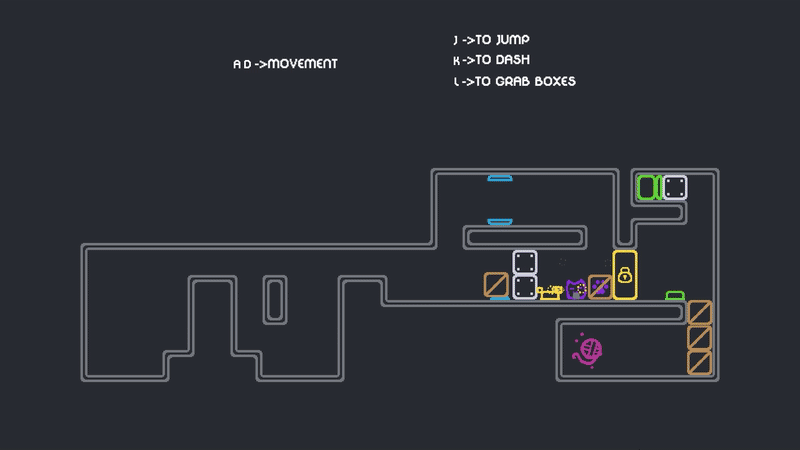 A D ->MOVEMENT
J ->TO JUMP
K ->TO DASH
L ->TO GRAB BOXES